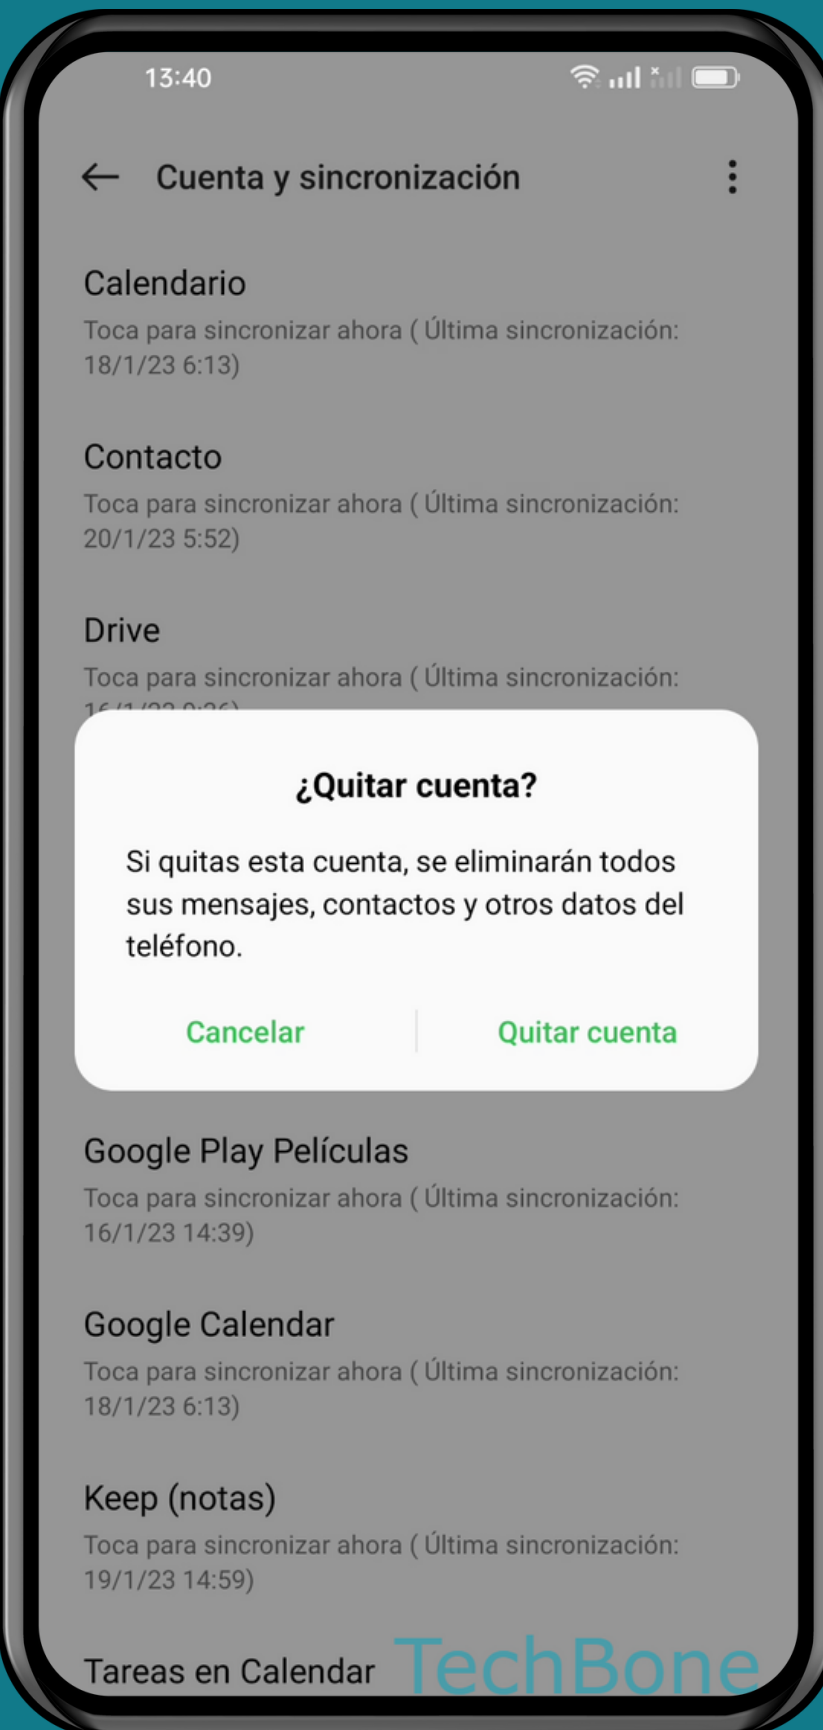 13:40
Cuenta y sincronización
Calendario
Toca para sincronizar ahora ( Última sincronización:
18/1/23 6:13)
Contacto
Toca para sincronizar ahora ( Última sincronización:
20/1/23 5:52)
Drive
Toca para sincronizar ahora ( Última sincronización:
¿Quitar cuenta?
Si quitas esta cuenta, se eliminarán todos
sus mensajes, contactos y otros datos del
teléfono.
Cancelar
Quitar cuenta
Google Play Películas
Toca para sincronizar ahora ( Última sincronización:
16/1/23 14:39)
Google Calendar
Toca para sincronizar ahora ( Última sincronización:
18/1/23 6:13)
Keep (notas)
Toca para sincronizar ahora ( Última sincronización:
19/1/23 14:59)
Tareas en Calendar
TechBone